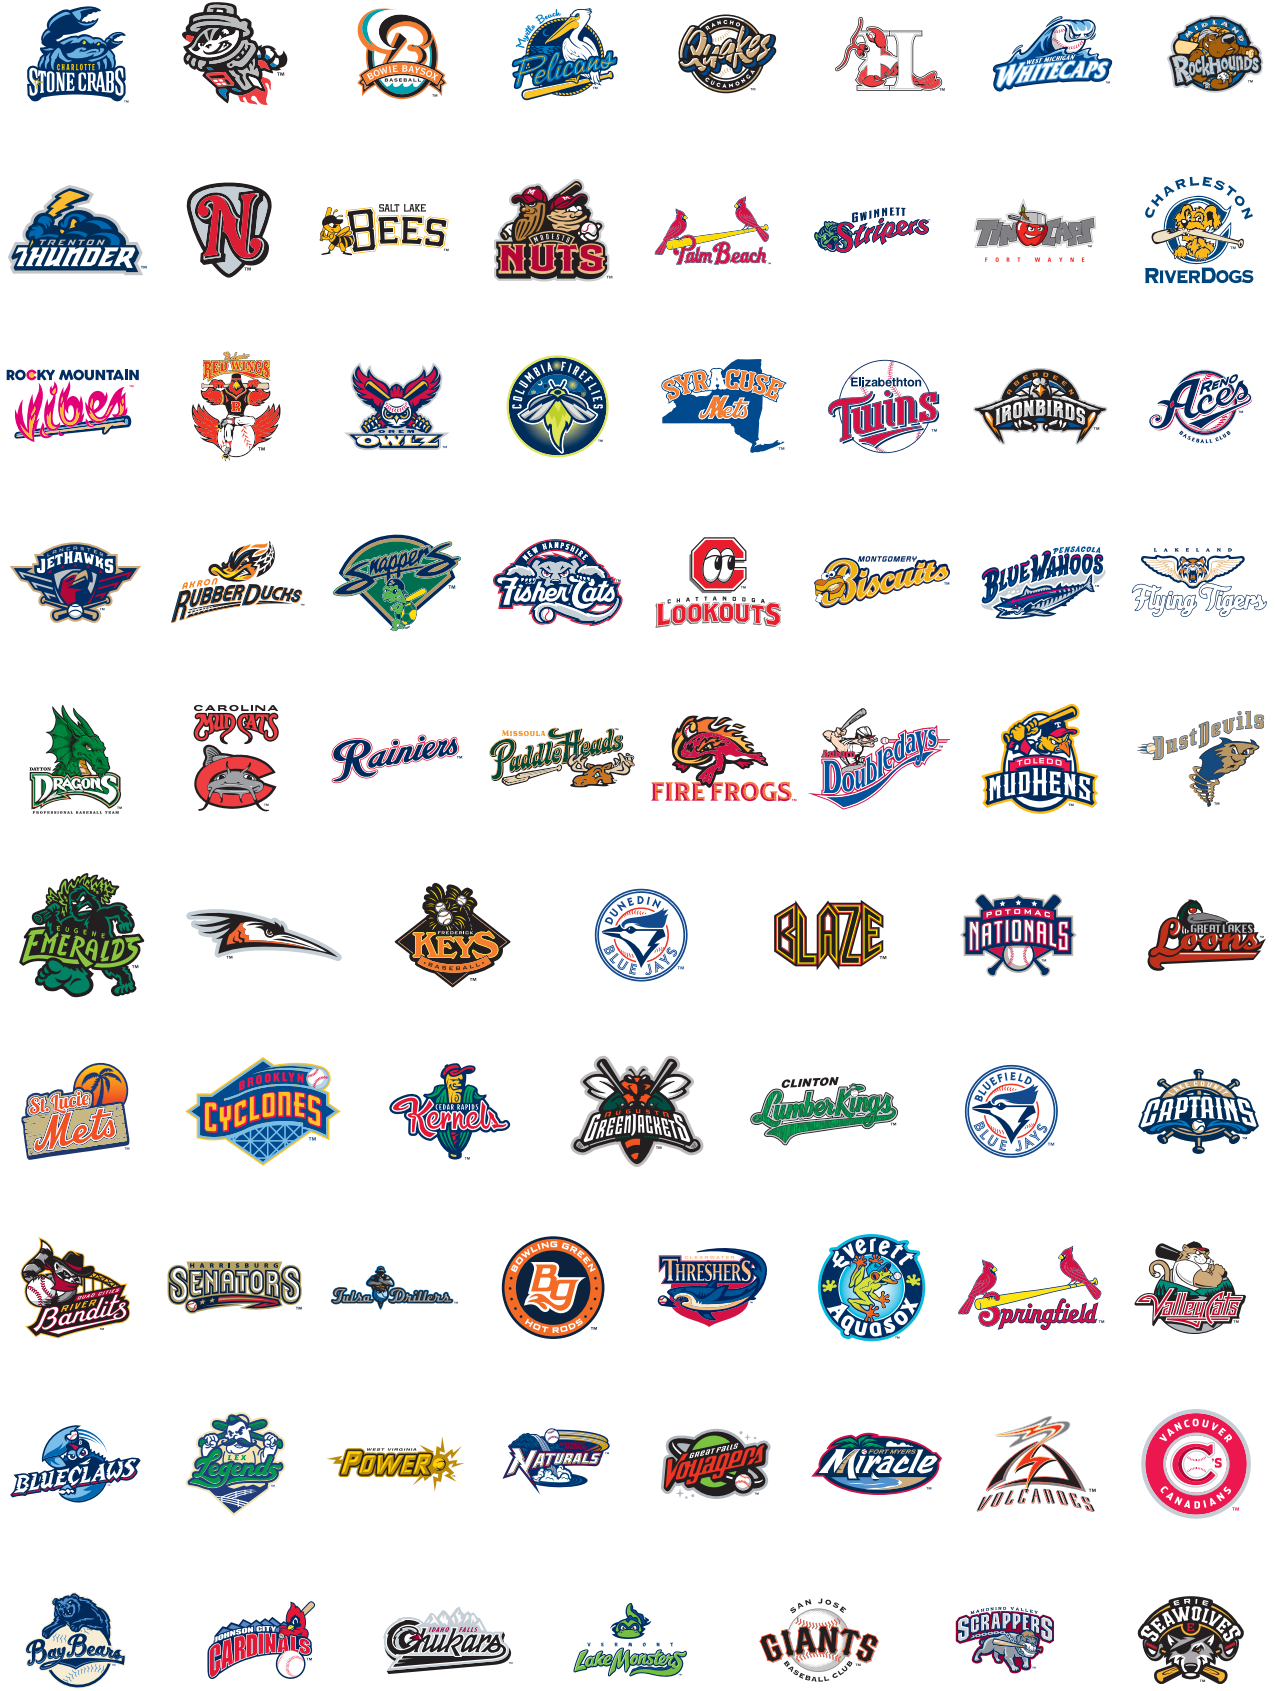 CHARLOTTE
STONE CRABS
BOWIE BAYSOX
BASEBALL
Myrtle Beach
Pelicans
RANCHO
Quakes
CUCAMONGA
WEST MICHIGAN
WHITECAPS
MIDLAND
ROCKHOUNDS
TRENTON
THUNDER
N
SALT LAKE
BEES
MODESTO
NUTS
Palm Beach
GWINNETT
Stripers
TINCAPS
FORT WAYNE
CHARLESTON
RIVERDOGS
ROCKY MOUNTAIN
Vibes
Rochester
RED WINGS
OREM
OWLZ
COLUMBIA FIREFLIES
SYRACUSE
Mets
Elizabethton
Twins
ABERDEEN
IRONBIRDS
RENO
Aces
BASEBALL CLUB
LANCASTER
JETHAWKS
AKRON
RUBBERDUCKS
Snappers
NEW HAMPSHIRE
FISHER CATS
C
CHATTANOOGA
LOOKOUTS
MONTGOMERY
Biscuits
PENSACOLA
BLUE WAHOOS
LAKELAND
Flying Tigers
DAYTON
DRAGONS
PROFESSIONAL BASEBALL TEAM
CAROLINA
MUDCATS
Rainiers
MISSOULA
PaddleHeads
FIRE FROGS
Auburn
Doubledays
T
TOLEDO
MUDHENS
Dust Devils
EUGENE
EMERALDS
FREDERICK
KEYS
BASEBALL
DUNEDIN
BLUE JAYS
BLAZE
POTOMAC
NATIONALS
GREAT LAKES
Loons
St. Lucie
Mets
BROOKLYN
CYCLONES
CEDAR RAPIDS
Kernels
AUGUSTA
GREENJACKETS
CLINTON
LumberKings
BLUEFIELD
BLUE JAYS
LAKE COUNTY
CAPTAINS
QUAD CITIES
RIVER
Bandits
HARRISBURG
SENATORS
Tulsa Drillers
BOWLING GREEN
BG
HOT RODS
CLEARWATER
THRESHERS
Everett
AquaSox
Springfield
ValleyCats
BLUECLAWS
LEX
Legends
WEST VIRGINIA
POWER
NATURALS
GREAT FALLS
Voyagers
FORT MYERS
Miracle
VOLCANOES
VANCOUVER
C'S
CANADIANS
BayBears
JOHNSON CITY
CARDINALS
IDAHO FALLS
Chukars
VERMONT
Lake Monsters
SAN JOSE
GIANTS
BASEBALL CLUB
MAHONING VALLEY
SCRAPPERS
ERIE
SEAWOLVES
E